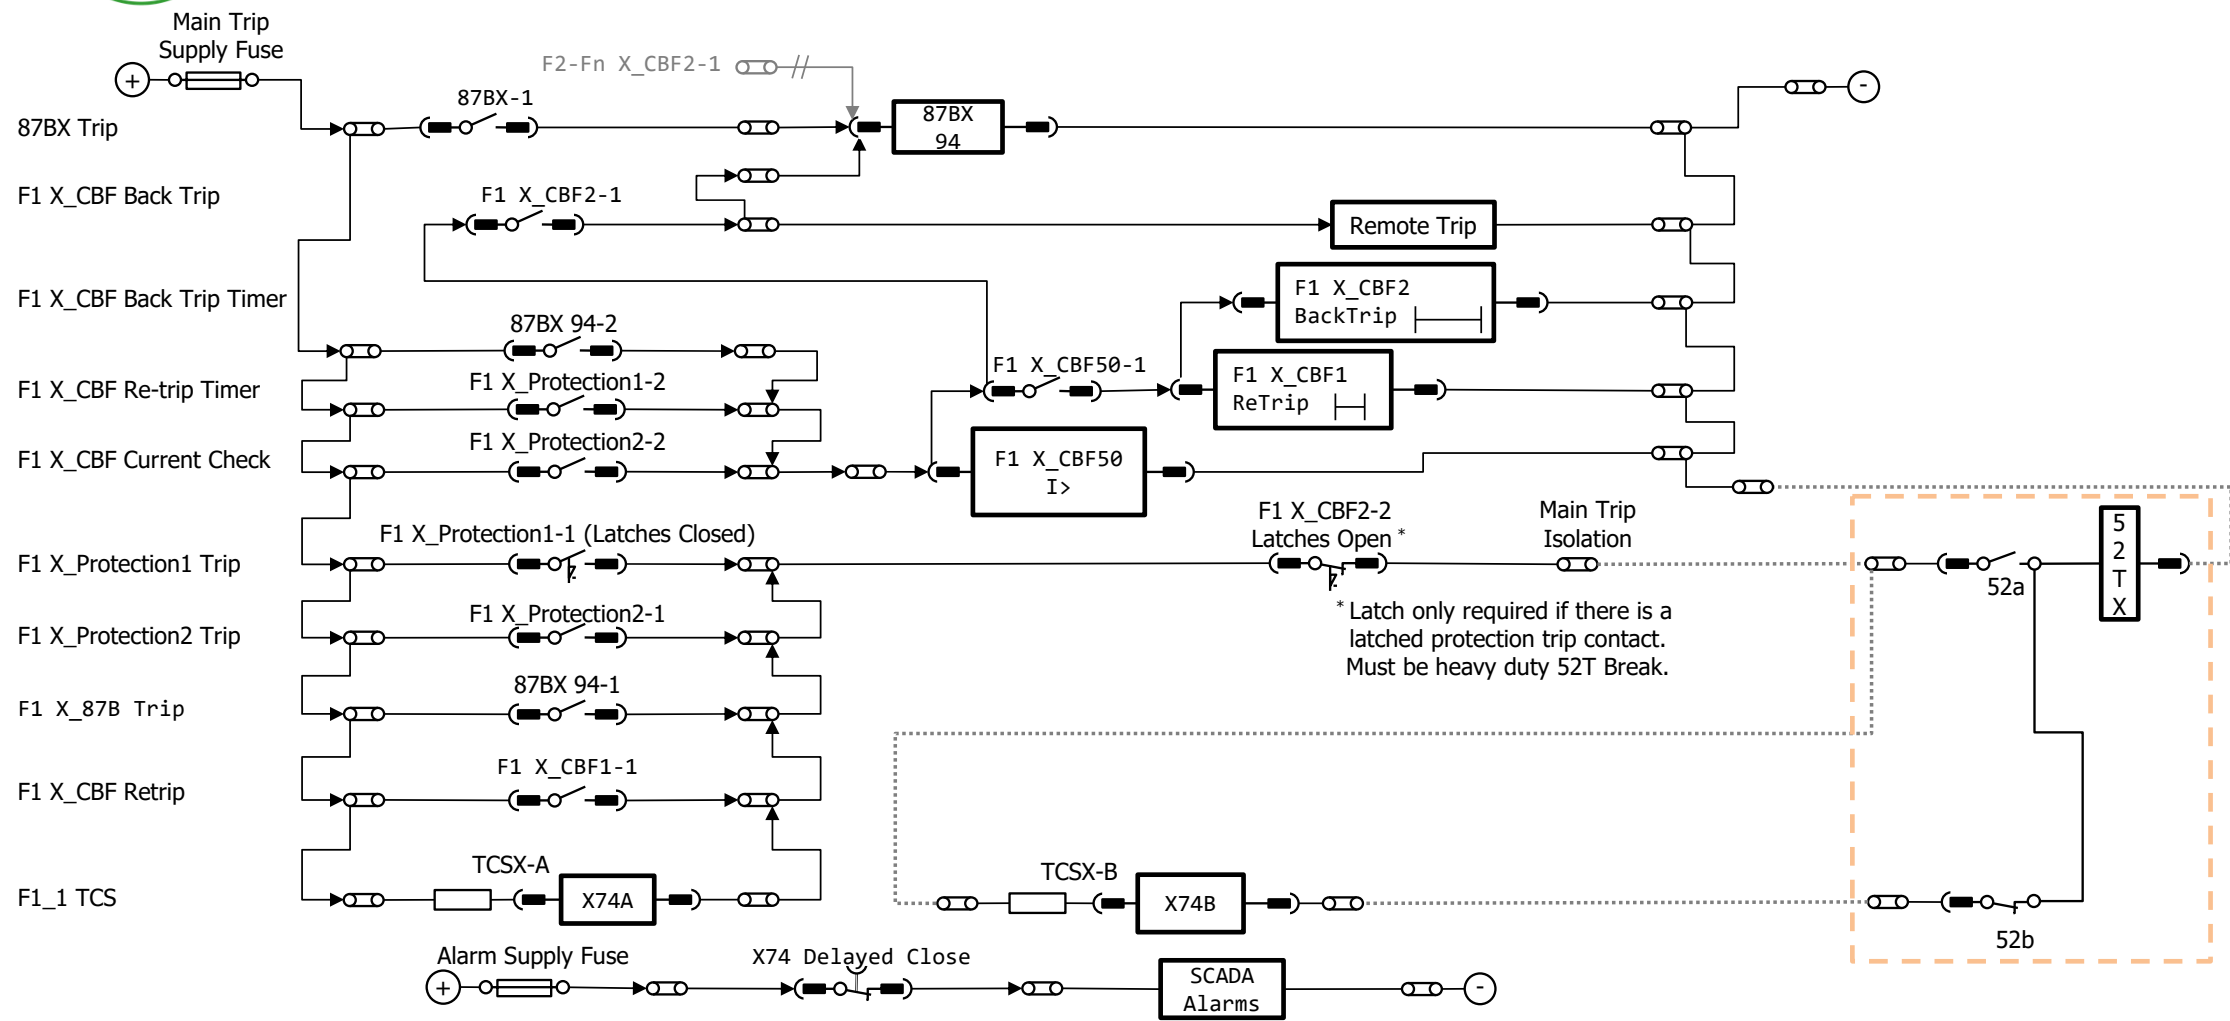 Main Trip
Supply Fuse
+
F2-Fn X_CBF2-1
-
87BX Trip
87BX-1
87BX
94
F1 X_CBF Back Trip
F1 X_CBF2-1
Remote Trip
F1 X_CBF Back Trip Timer
F1 X_CBF2
BackTrip
87BX 94-2
F1 X_CBF Re-trip Timer
F1 X_Protection1-2
F1 X_CBF50-1
F1 X_CBF1
ReTrip
F1 X_CBF Current Check
F1 X_Protection2-2
F1 X_CBF50
I>
F1 X_Protection1 Trip
F1 X_Protection1-1 (Latches Closed)
F1 X_CBF2-2
Latches Open *
Main Trip
Isolation
52a
5
2
T
X
* Latch only required if there is a
latched protection trip contact.
Must be heavy duty 52T Break.
F1 X_Protection2 Trip
F1 X_Protection2-1
F1 X_87B Trip
87BX 94-1
F1 X_CBF Retrip
F1 X_CBF1-1
F1_1 TCS
TCSX-A
X74A
TCSX-B
X74B
52b
Alarm Supply Fuse
+
X74 Delayed Close
SCADA
Alarms
-